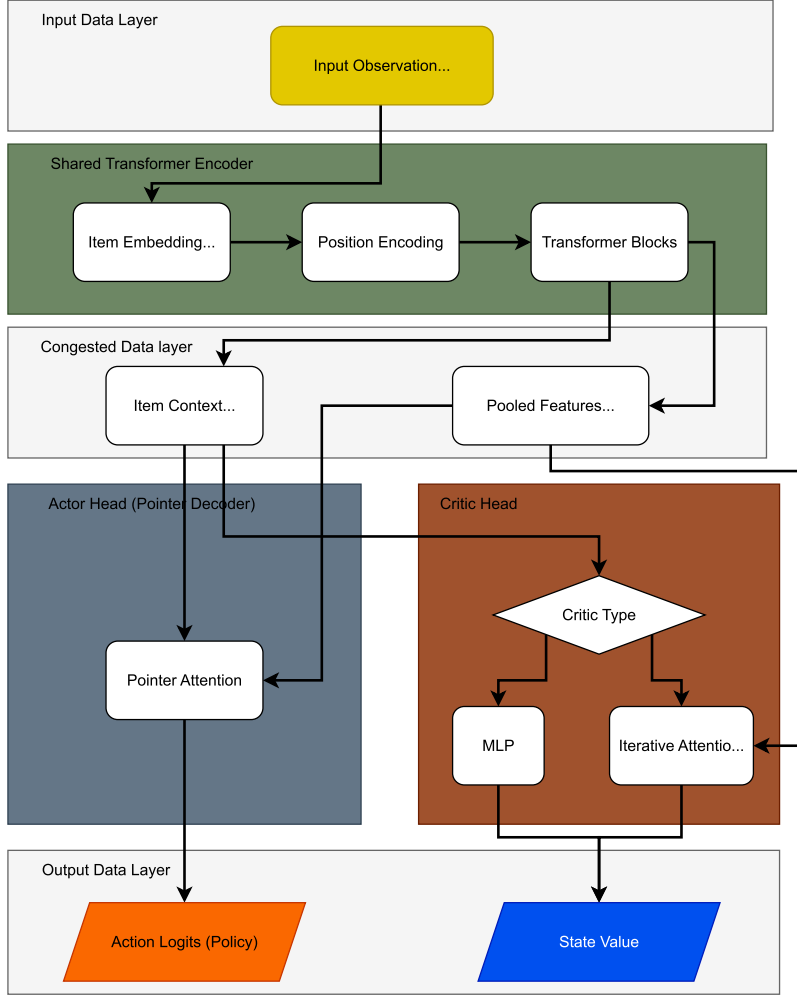 Input Data Layer
Input Observation...
Shared Transformer Encoder
Item Embedding...
Position Encoding
Transformer Blocks
Congested Data layer
Item Context...
Pooled Features...
Actor Head (Pointer Decoder)
Critic Head
Critic Type
Pointer Attention
MLP
Iterative Attentio...
Output Data Layer
Action Logits (Policy)
State Value